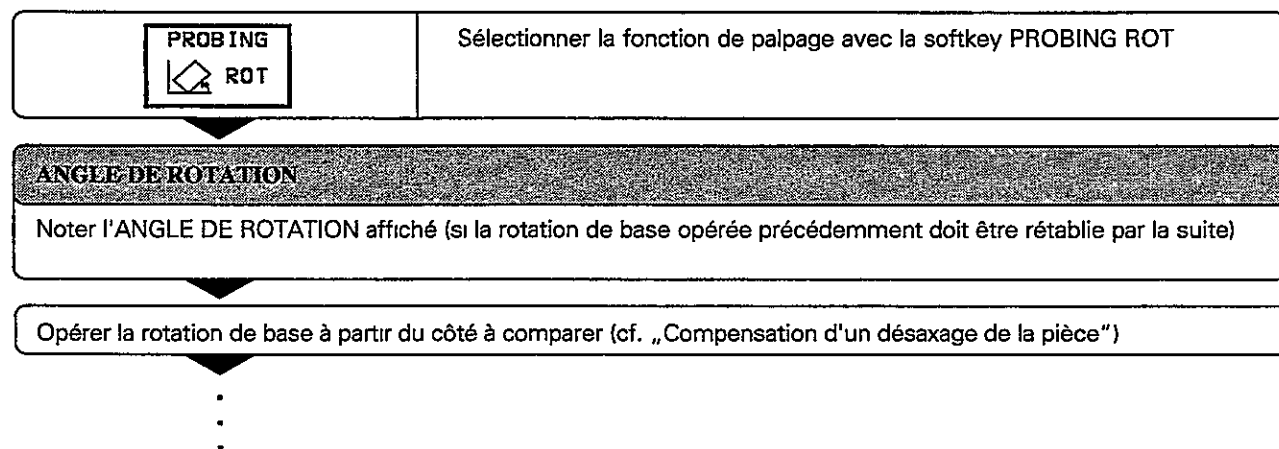 PROBING
ROT
Sélectionner la fonction de palpage avec la softkey PROBING ROT
ANGLE DE ROTATION
Noter l'ANGLE DE ROTATION affiché (si la rotation de base opérée précédemment doit être rétablie par la suite)
Opérer la rotation de base à partir du côté à comparer (cf. „Compensation d'un désaxage de la pièce")